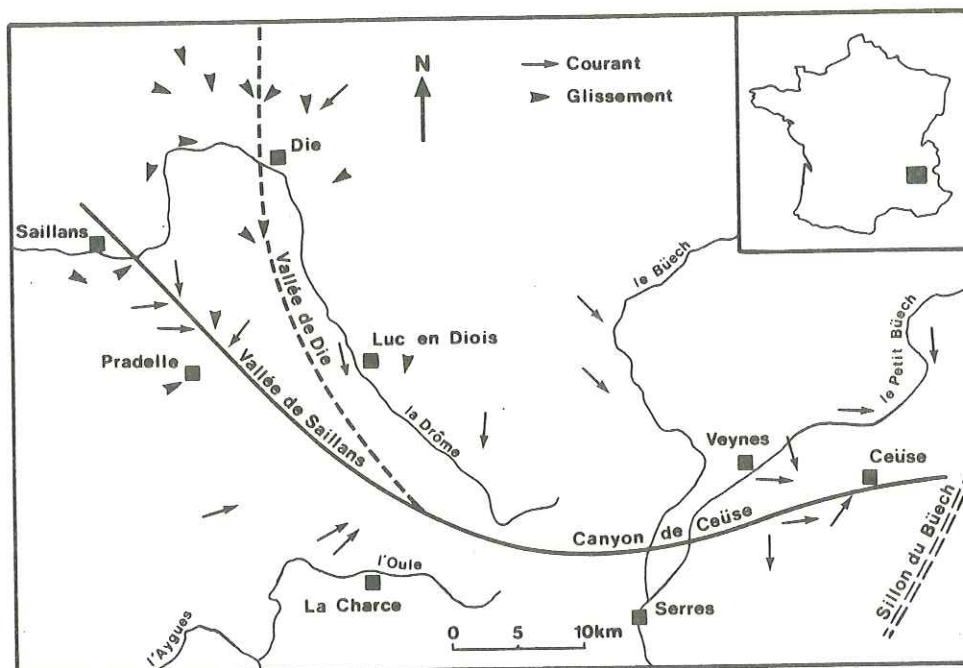 N
Courant
Glissement
Die
Saillans
Vallée de Die
le Büech
le Petit Büech
Luc en Diois
Pradelle
Vallée de Saillans
la Drôme
Veynes
Ceüse
Canyon de Ceüse
Sillon du Büech
l'Oule
La Charce
Serres
l'Aygues
0 5 10km